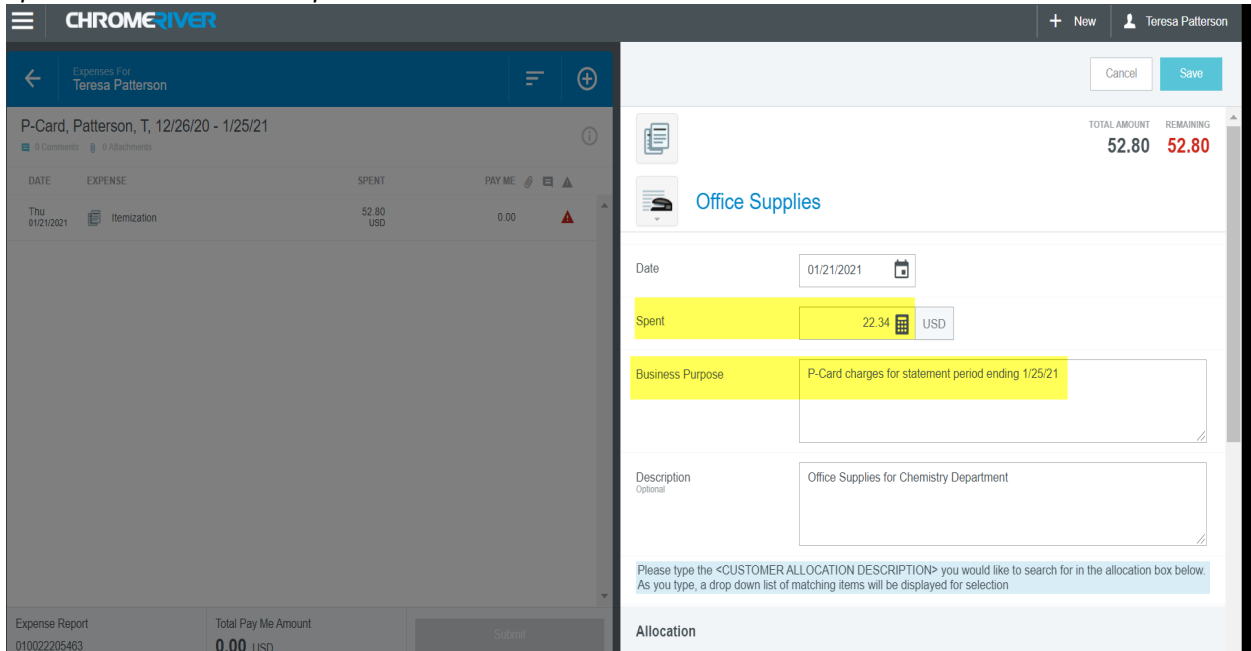 CHROMERIVER
+ New
Teresa Patterson
Expenses For
Teresa Patterson
P-Card, Patterson, T, 12/26/20 - 1/25/21
0 Comments 0 Attachments
DATE EXPENSE SPENT PAY ME
Thu
01/21/2021
Itemization
52.80
USD
0.00
Expense Report
010022205463
Total Pay Me Amount
0.00 USD
Submit
Cancel Save
TOTAL AMOUNT REMAINING
52.80 52.80
Office Supplies
Date 01/21/2021
Spent 22.34 USD
Business Purpose P-Card charges for statement period ending 1/25/21
Description Office Supplies for Chemistry Department
Optional
Please type the <CUSTOMER ALLOCATION DESCRIPTION> you would like to search for in the allocation box below.
As you type, a drop down list of matching items will be displayed for selection
Allocation